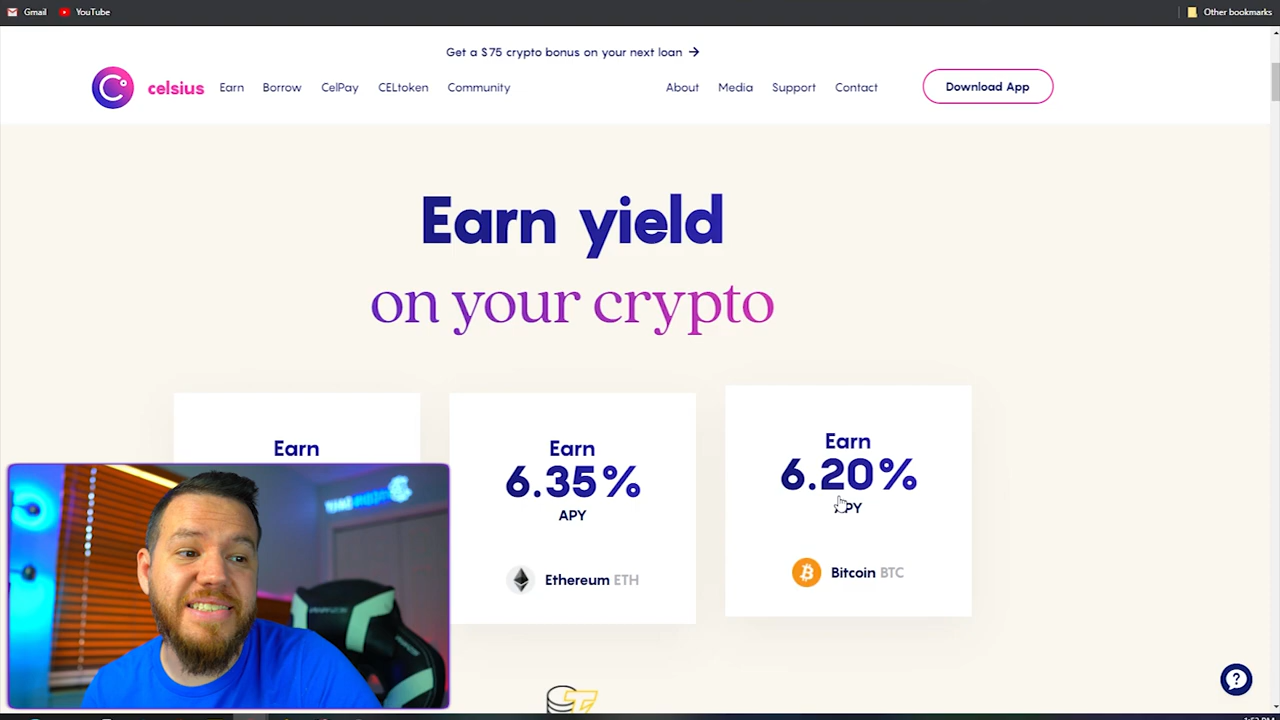 Gmail
YouTube
Other bookmarks
Get a $75 crypto bonus on your next loan →
celsius
Earn
Borrow
CelPay
CELtoken
Community
About
Media
Support
Contact
Download App
Earn yield
on your crypto
Earn
Earn
6.35%
APY
Ethereum ETH
Earn
6.20%
APY
Bitcoin BTC
?